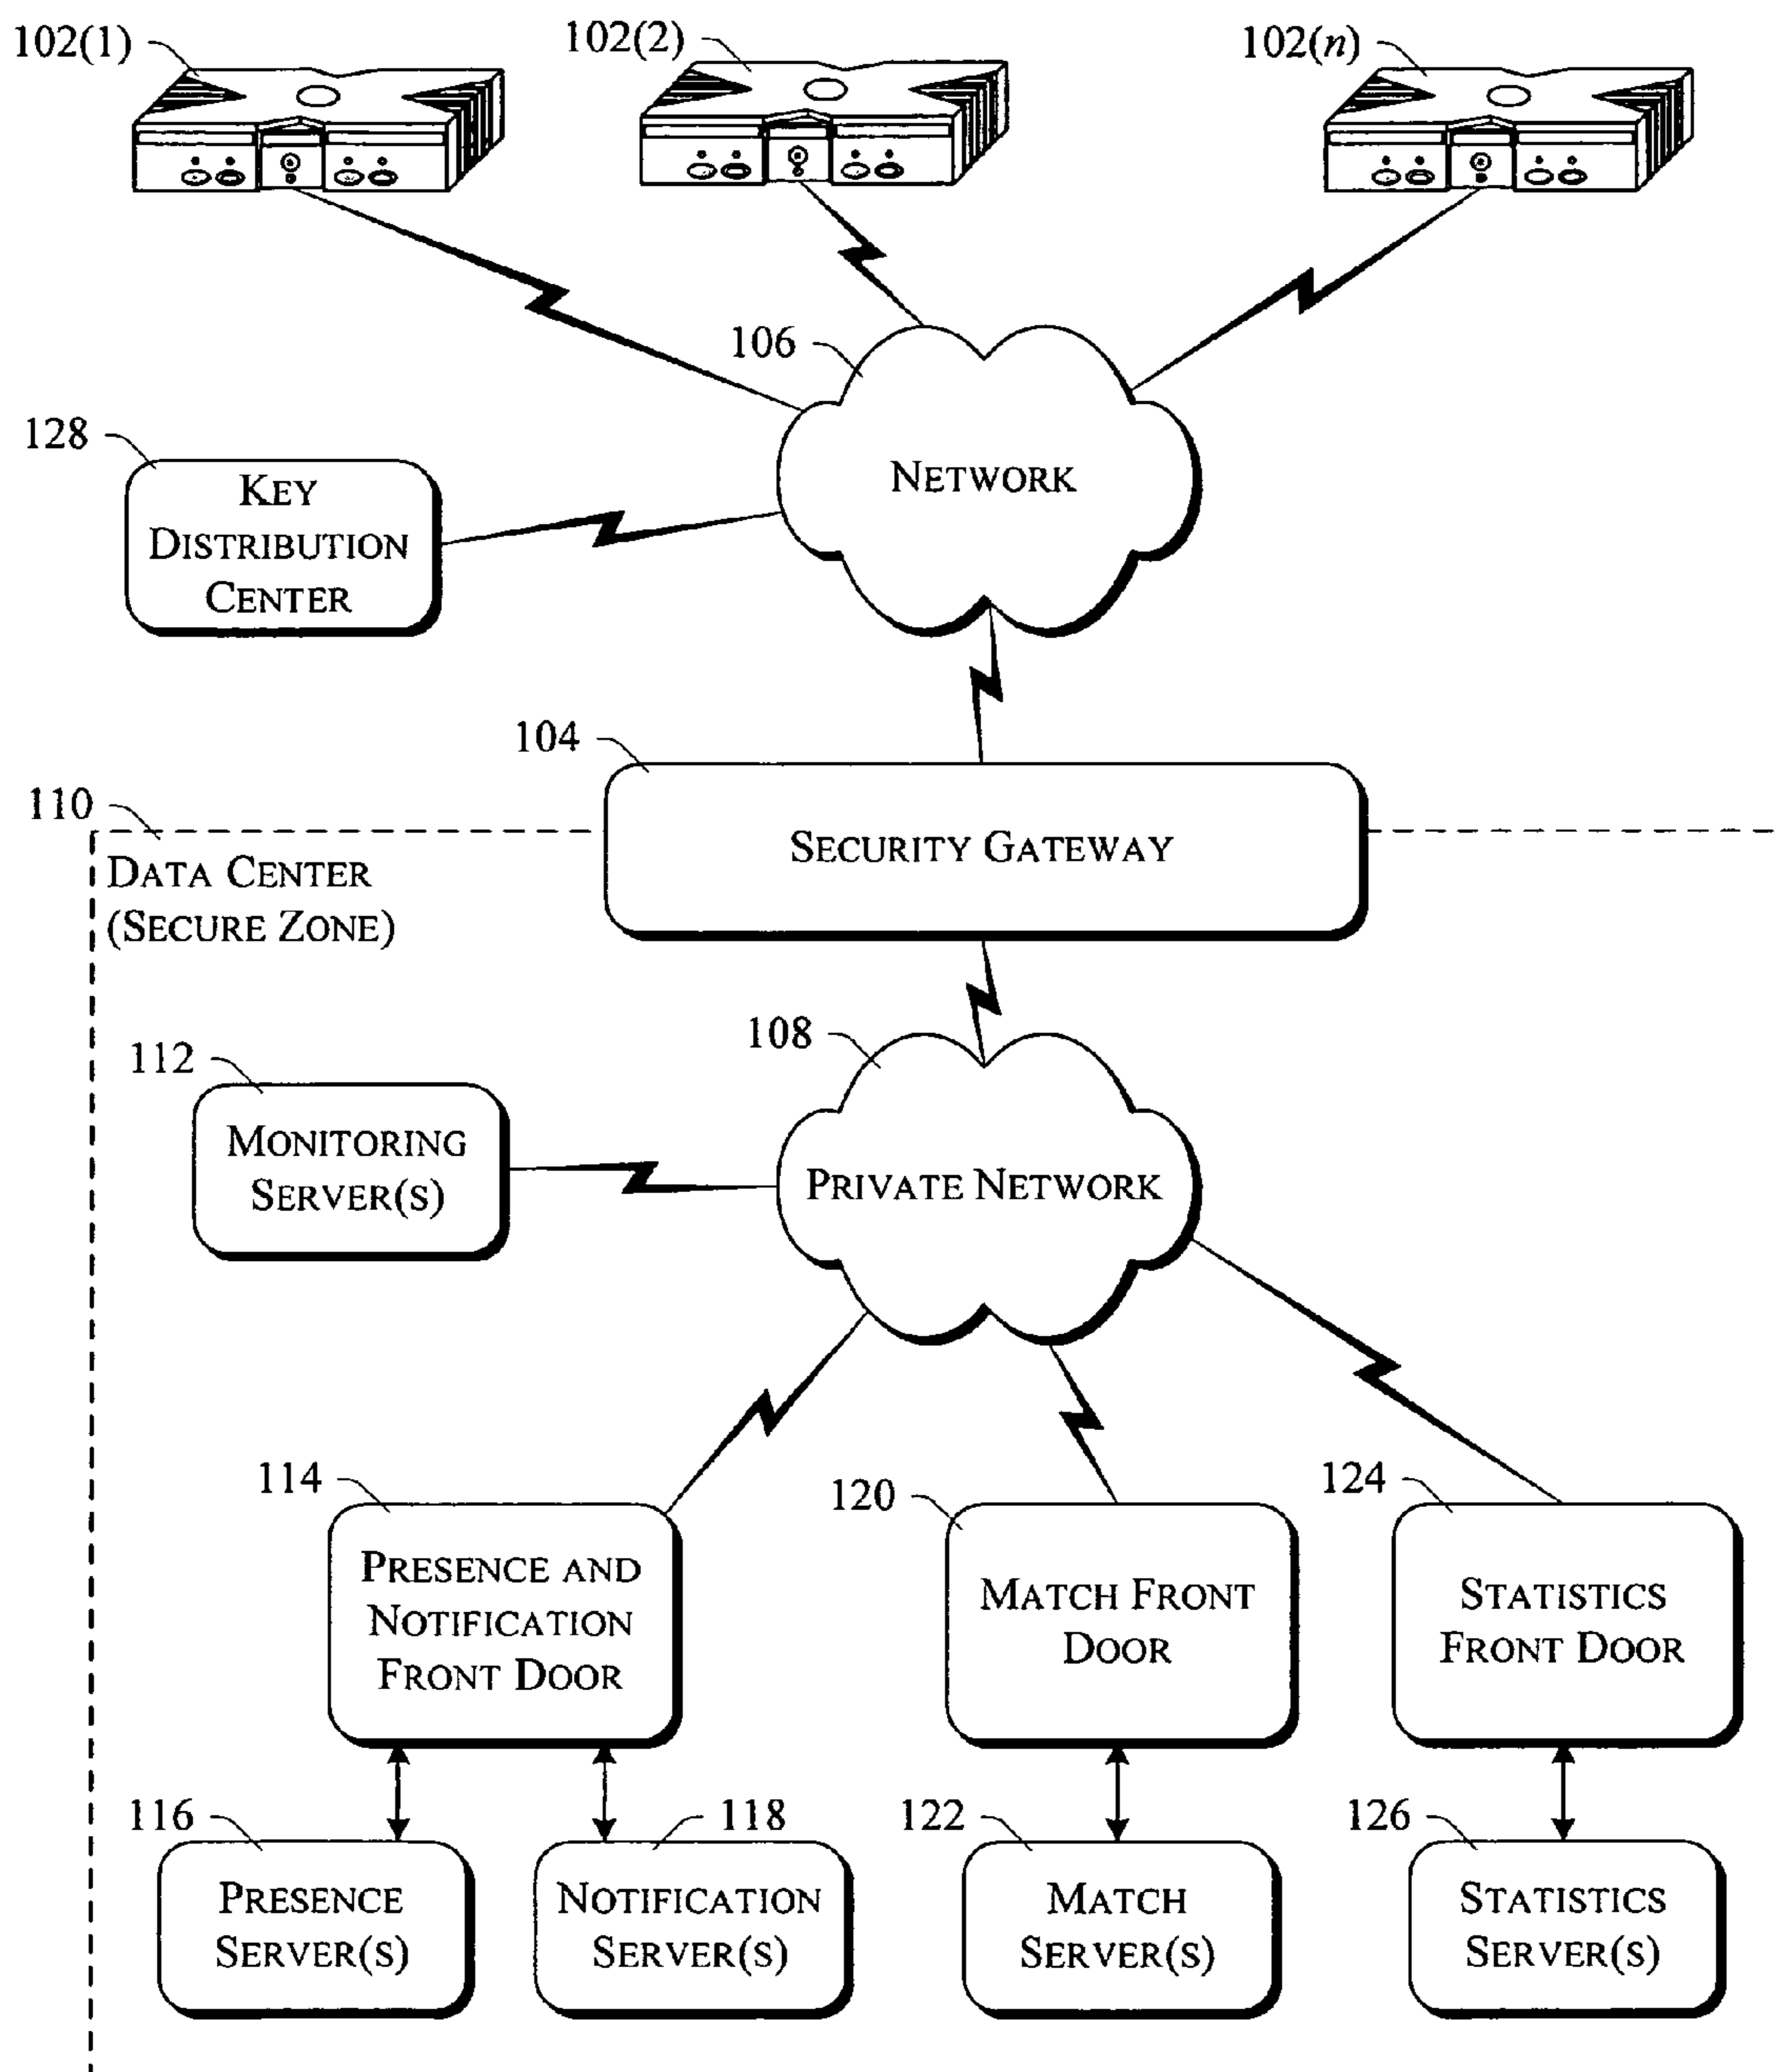 102(1)
102(2)
102(n)
106
NETWORK
128
KEY
DISTRIBUTION
CENTER
104
SECURITY GATEWAY
110
DATA CENTER
(SECURE ZONE)
108
PRIVATE NETWORK
112
MONITORING
SERVER(S)
114
PRESENCE AND
NOTIFICATION
FRONT DOOR
120
MATCH FRONT
DOOR
124
STATISTICS
FRONT DOOR
116
PRESENCE
SERVER(S)
118
NOTIFICATION
SERVER(S)
122
MATCH
SERVER(S)
126
STATISTICS
SERVER(S)